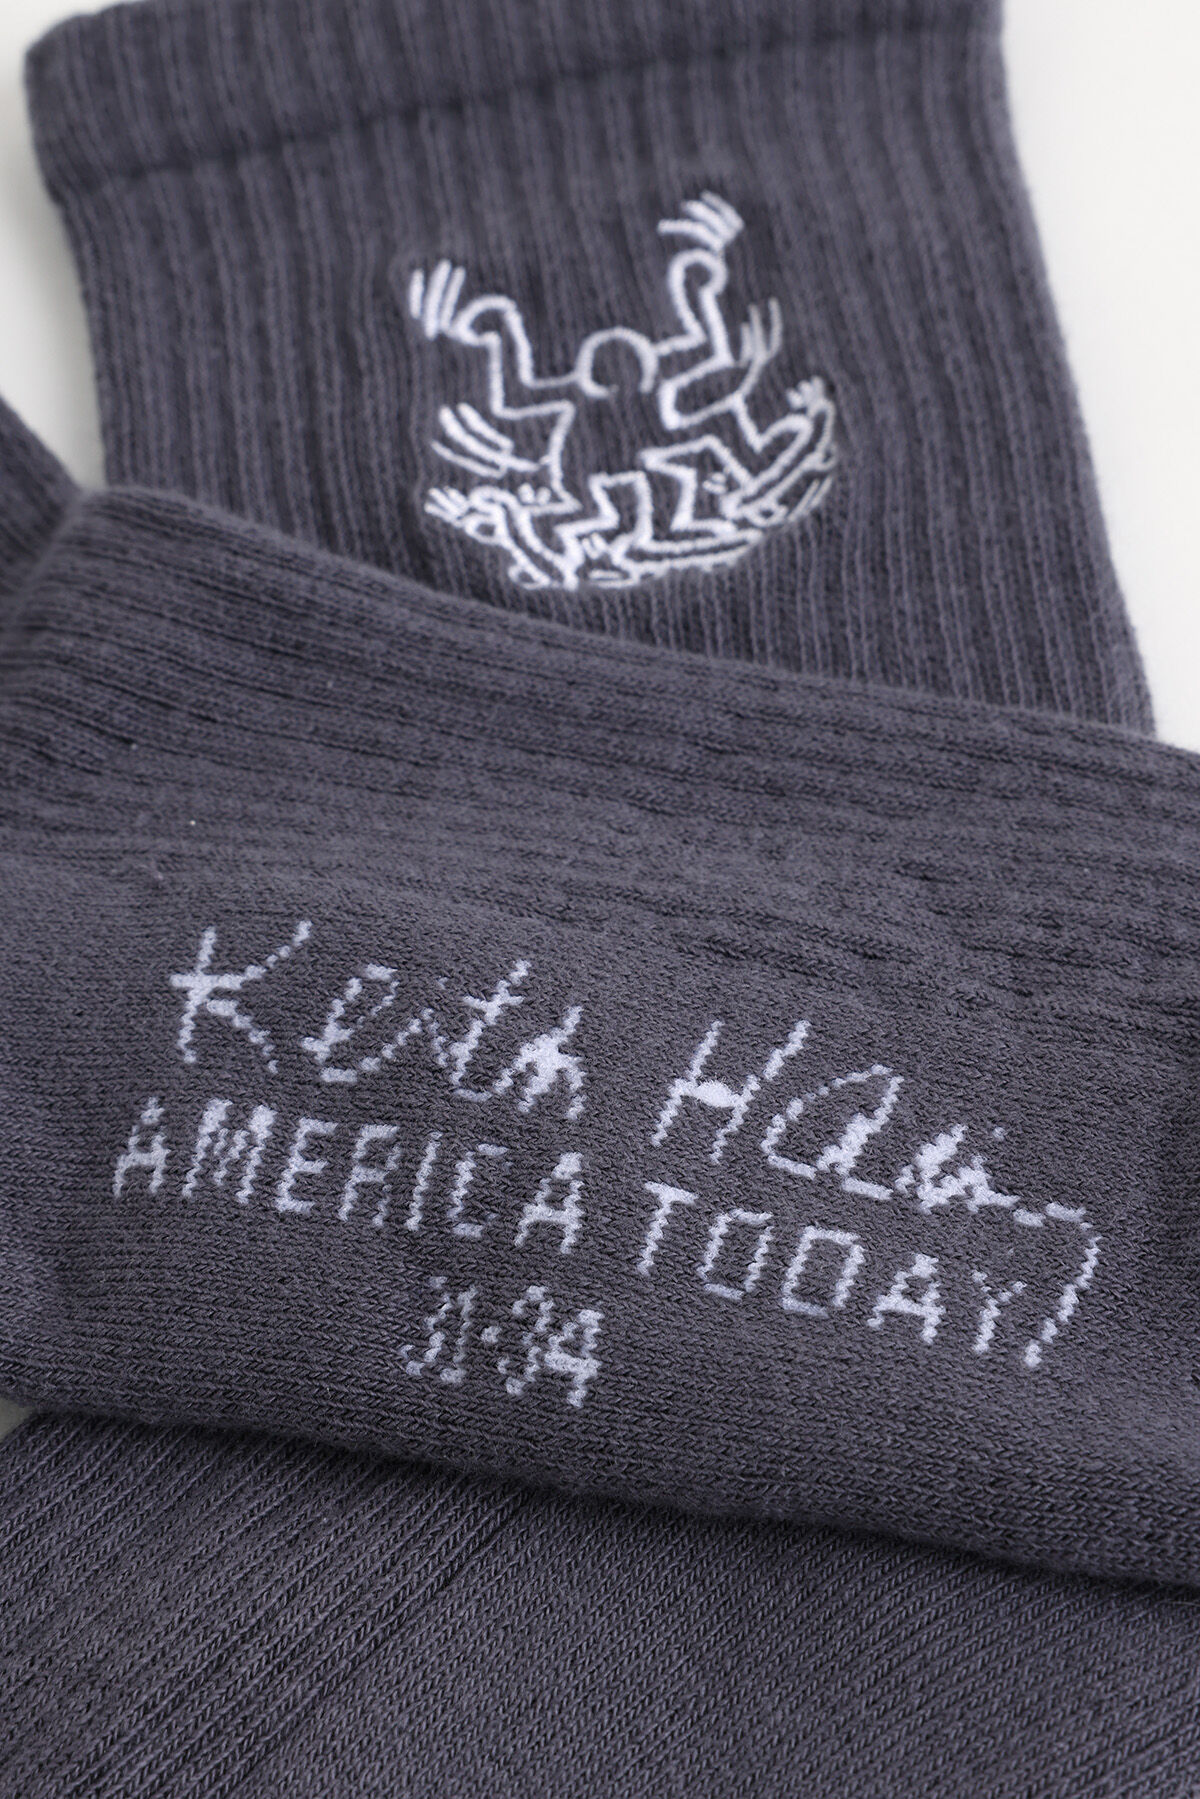 Keith Haring
AMERICA TODAY
31-34